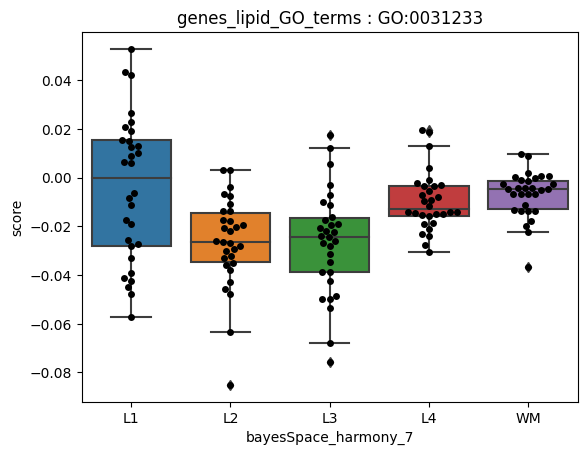 genes_lipid_GO_terms : GO:0031233
score
0.04
0.02
0.00
−0.02
−0.04
−0.06
−0.08
L1 L2 L3 L4 WM
bayesSpace_harmony_7